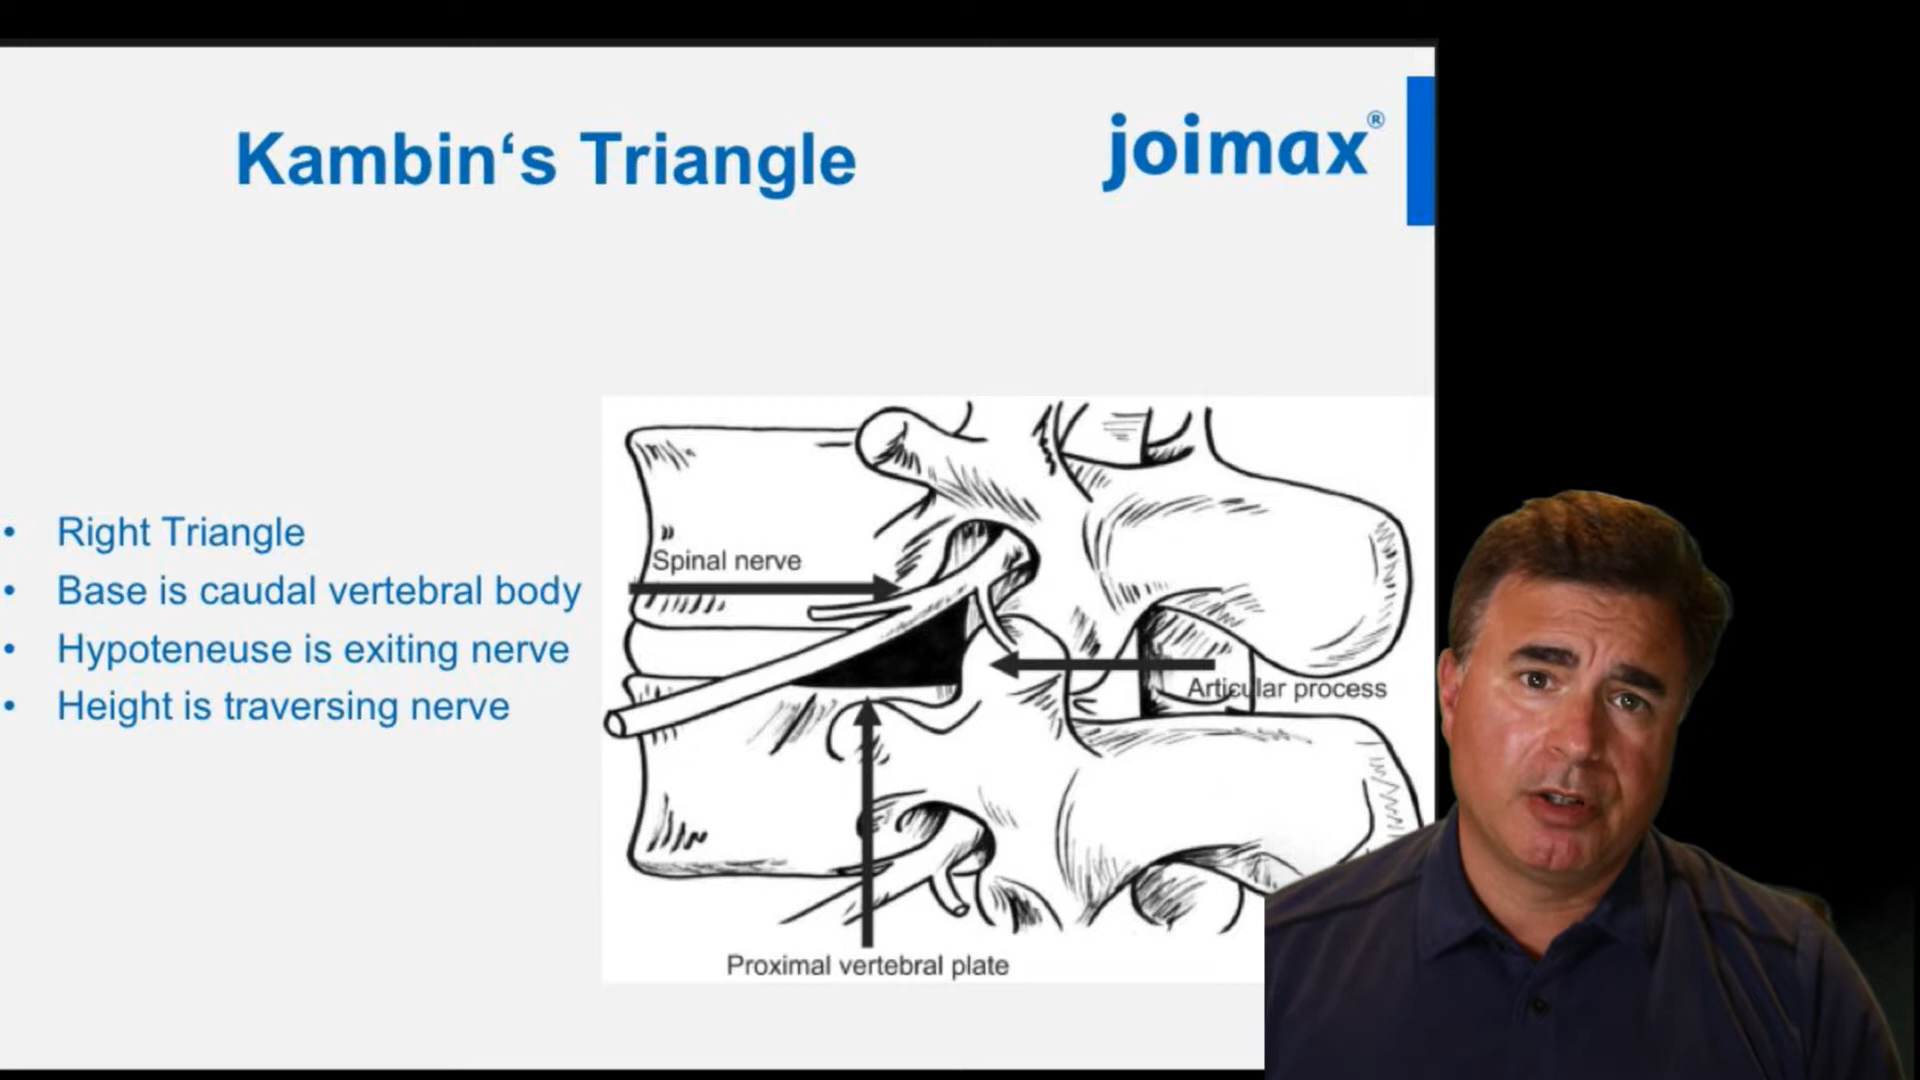 Kambin‘s Triangle
joimax®
• Right Triangle
• Base is caudal vertebral body
• Hypoteneuse is exiting nerve
• Height is traversing nerve
Spinal nerve
Articular process
Proximal vertebral plate